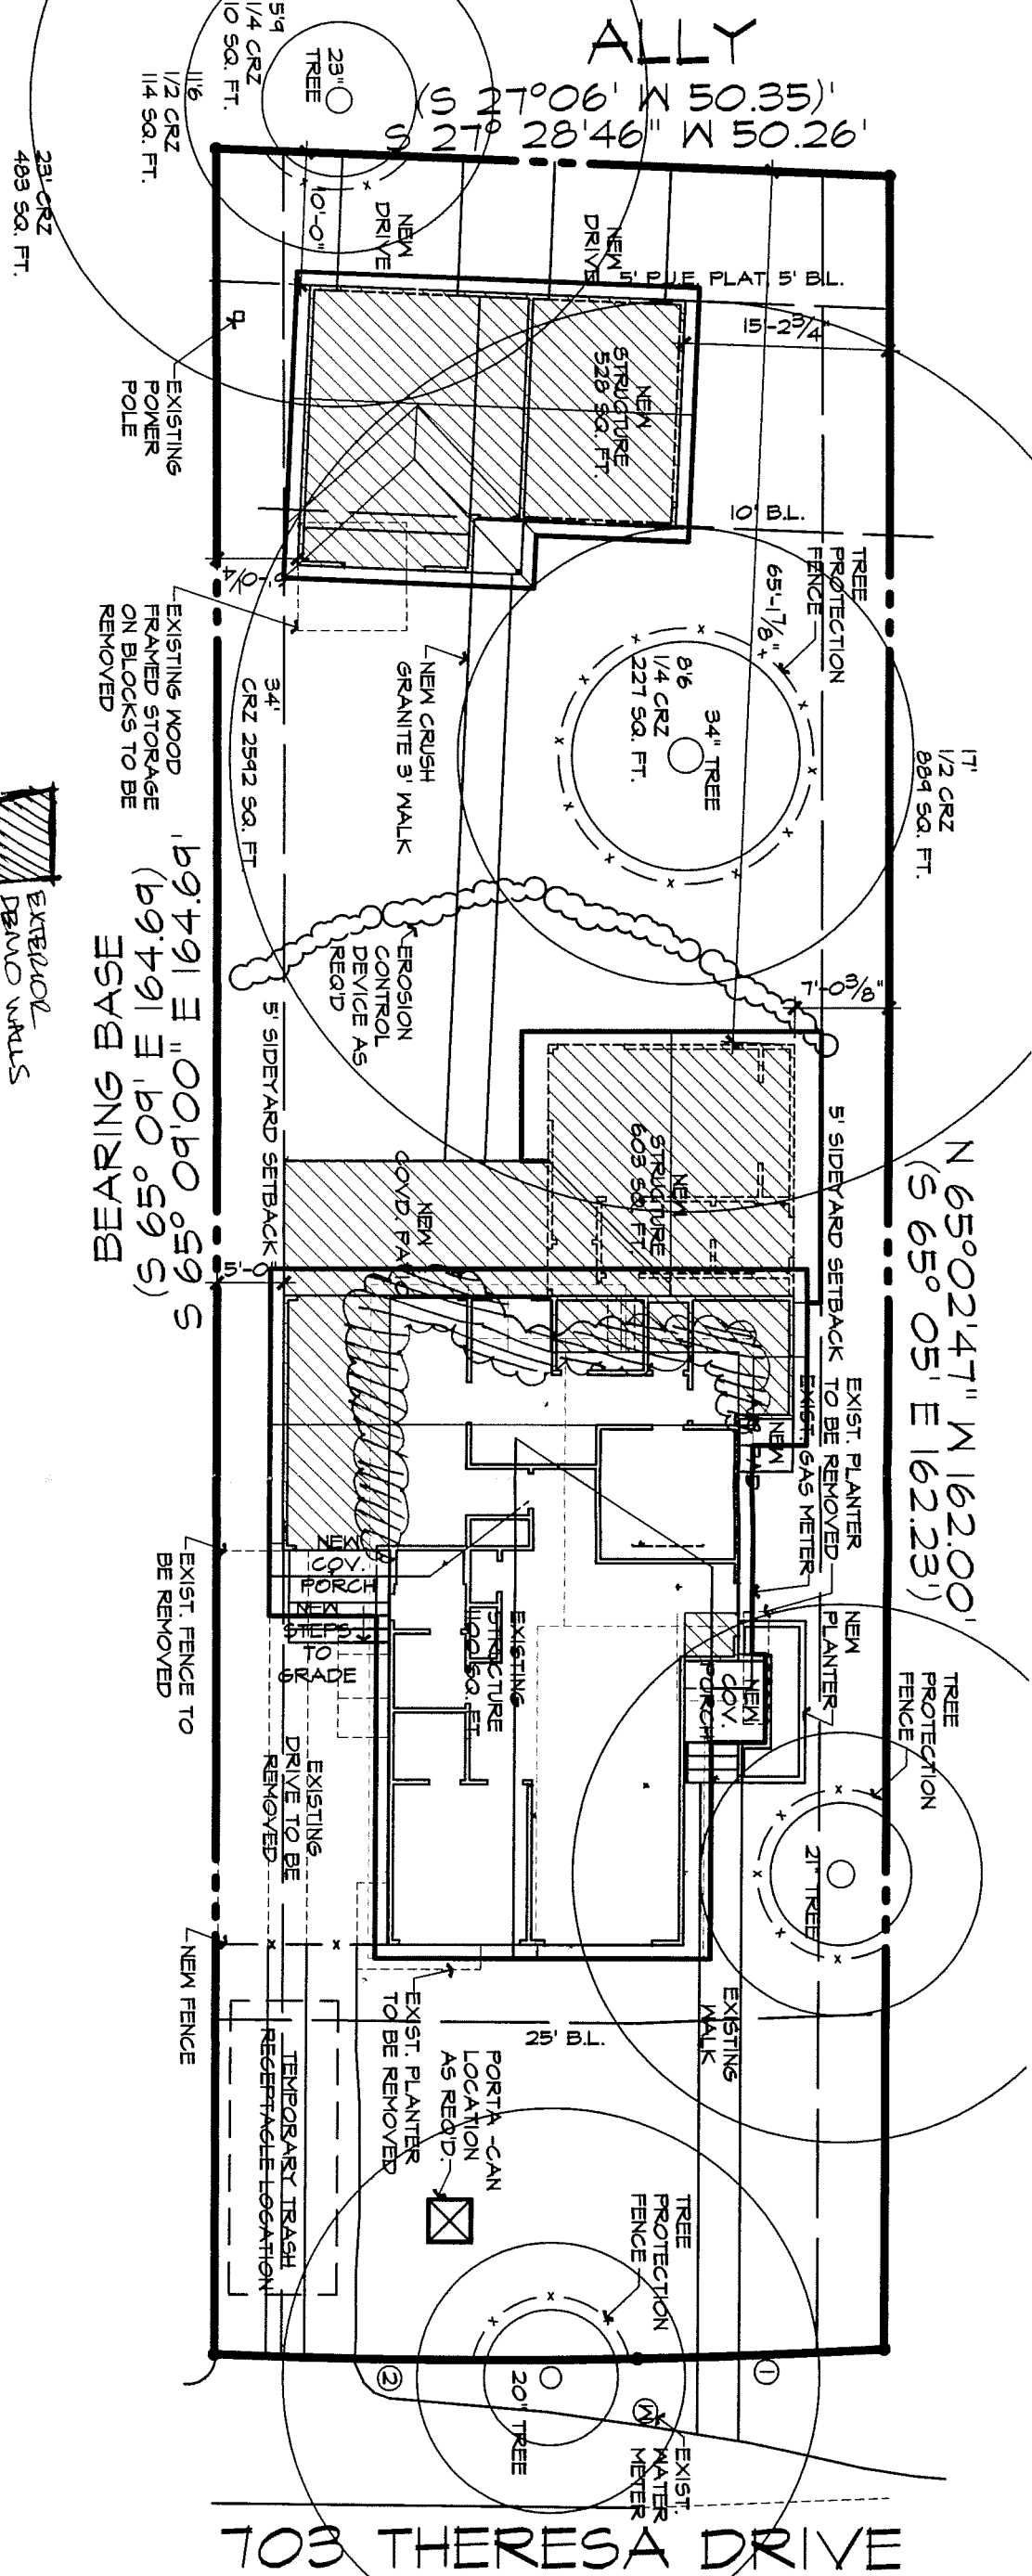 ALLY
(S 27°06' W 50.35)'
S 27° 28'46" W 50.26'
5'9
1/4 CRZ
10 SQ. FT.
23"
TREE
11'6
1/2 CRZ
114 SQ. FT.
23' CRZ
483 SQ. FT.
10'-0"
NEW
DRIVE
NEW
DRIVE
5' P.U.E. PLAT 5' B.L.
15'-2 3/4"
EXISTING
POWER
POLE
NEW
STRUCTURE
528 SQ. FT.
10' B.L.
TREE
PROTECTION
FENCE
65'-1 7/8"
EXISTING WOOD
FRAMED STORAGE
ON BLOCKS TO BE
REMOVED
34'
CRZ 2592 SQ. FT
NEW CRUSH
GRANITE 3' WALK
8'6
1/4 CRZ
227 SQ. FT.
34" TREE
17'
1/2 CRZ
889 SQ. FT.
EXTERIOR
DEMO WALLS
BEARING BASE
(S 65° 09' E 164.69)
S 65° 09'00" E 164.69'
EROSION
CONTROL
DEVICE AS
REQ'D
7'-0 3/8"
5' SIDEYARD SETBACK
5' SIDEYARD SETBACK
N 65°02'47" W 162.00'
(S 65° 05' E 162.23')
NEW
STRUCTURE
603 SQ. FT.
NEW
COV'D. PATIO
5'-0"
EXIST. PLANTER
TO BE REMOVED
EXIST. GAS METER
NEW
PAD
NEW
PLANTER
NEW
COV.
PORCH
NEW
STEPS
TO
GRADE
EXIST. FENCE TO
BE REMOVED
EXISTING
STRUCTURE
1100 SQ. FT.
NEW
COV.
PORCH
TREE
PROTECTION
FENCE
21" TREE
EXISTING
DRIVE TO BE
REMOVED
NEW FENCE
EXISTING
WALK
25' B.L.
EXIST. PLANTER
TO BE REMOVED
PORTA-CAN
LOCATION
AS REQ'D.
TEMPORARY TRASH
RECEPTACLE LOCATION
TREE
PROTECTION
FENCE
20" TREE
1
2
W
EXIST.
WATER
METER
703 THERESA DRIVE